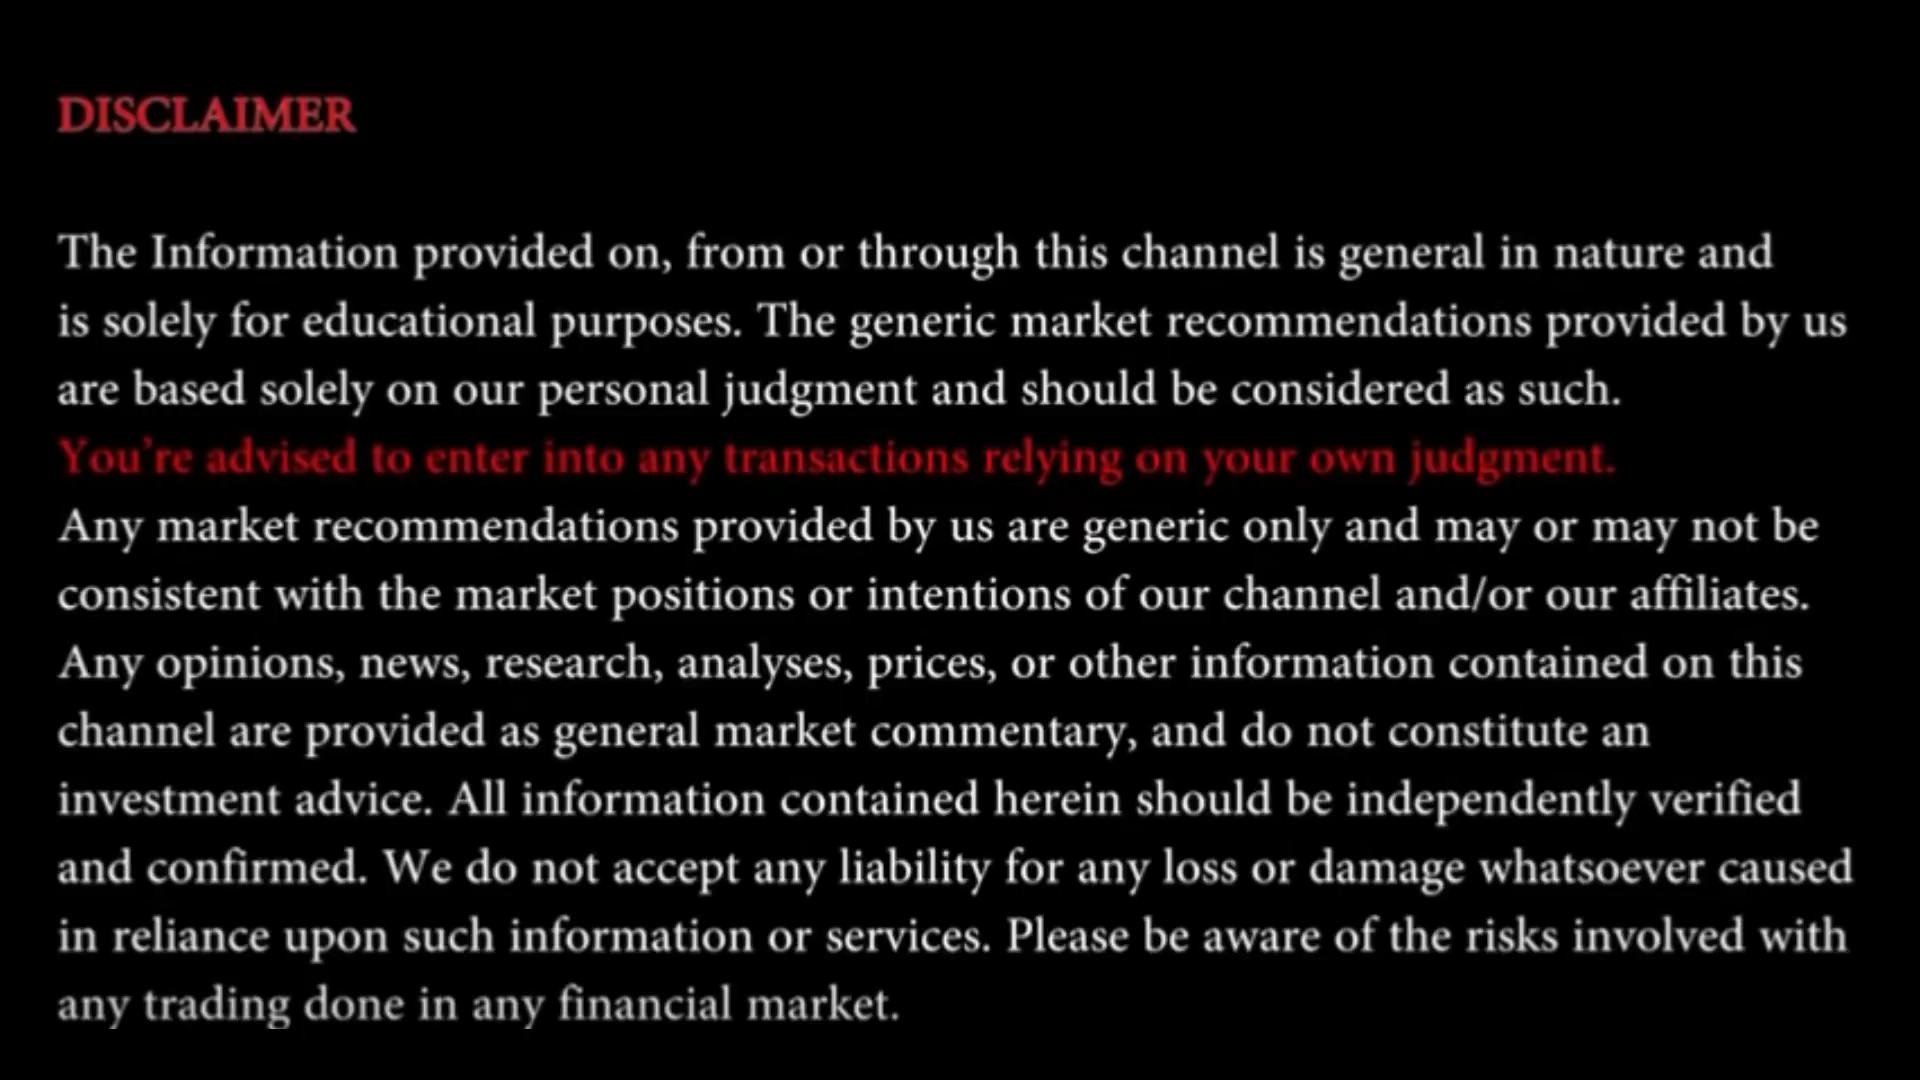 DISCLAIMER
The Information provided on, from or through this channel is general in nature and
is solely for educational purposes. The generic market recommendations provided by us
are based solely on our personal judgment and should be considered as such.
You’re advised to enter into any transactions relying on your own judgment.
Any market recommendations provided by us are generic only and may or may not be
consistent with the market positions or intentions of our channel and/or our affiliates.
Any opinions, news, research, analyses, prices, or other information contained on this
channel are provided as general market commentary, and do not constitute an
investment advice. All information contained herein should be independently verified
and confirmed. We do not accept any liability for any loss or damage whatsoever caused
in reliance upon such information or services. Please be aware of the risks involved with
any trading done in any financial market.